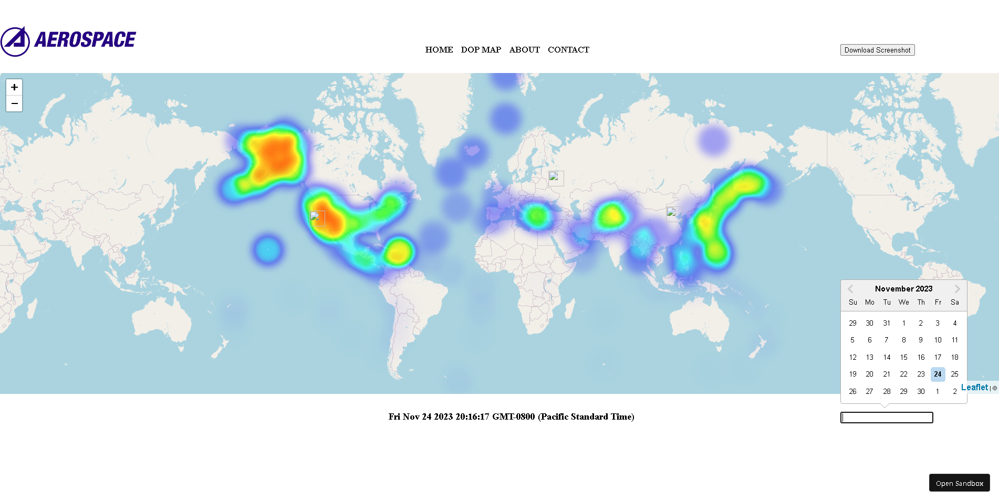 AEROSPACE
HOME DOP MAP ABOUT CONTACT
Download Screenshot
+
−
November 2023
Su Mo Tu We Th Fr Sa
29 30 31 1 2 3 4
5 6 7 8 9 10 11
12 13 14 15 16 17 18
19 20 21 22 23 24 25
26 27 28 29 30 1 2
Leaflet | ©
Fri Nov 24 2023 20:16:17 GMT-0800 (Pacific Standard Time)
Open Sandbox